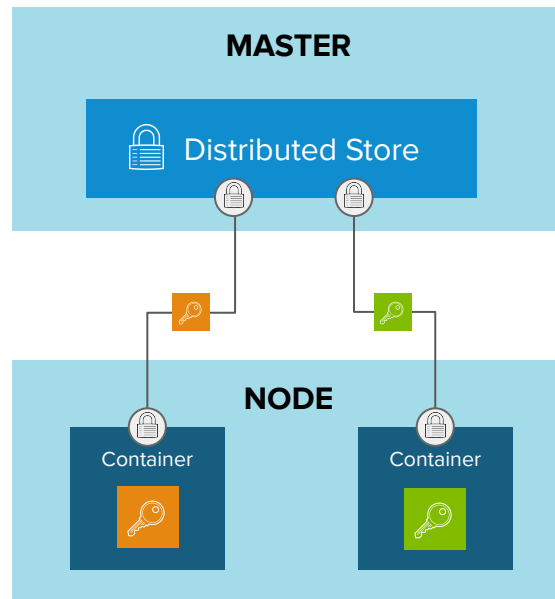 MASTER
Distributed Store
NODE
Container
Container